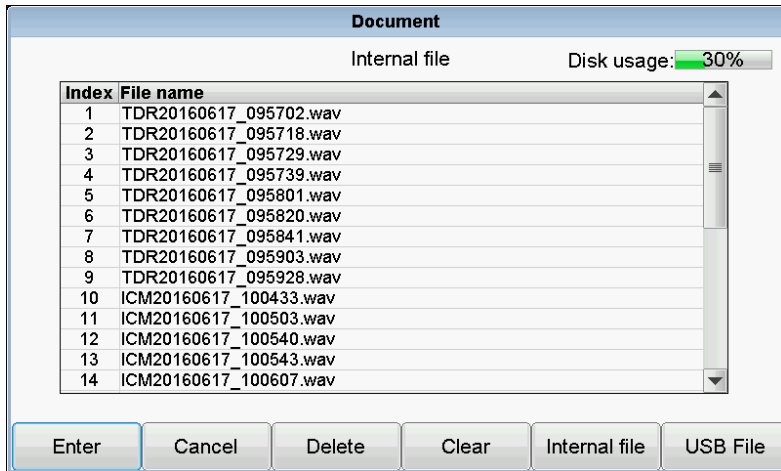 Document
Internal file Disk usage: 30%
Index File name
1 TDR20160617_095702.wav
2 TDR20160617_095718.wav
3 TDR20160617_095729.wav
4 TDR20160617_095739.wav
5 TDR20160617_095801.wav
6 TDR20160617_095820.wav
7 TDR20160617_095841.wav
8 TDR20160617_095903.wav
9 TDR20160617_095928.wav
10 ICM20160617_100433.wav
11 ICM20160617_100503.wav
12 ICM20160617_100540.wav
13 ICM20160617_100543.wav
14 ICM20160617_100607.wav
Enter Cancel Delete Clear Internal file USB File